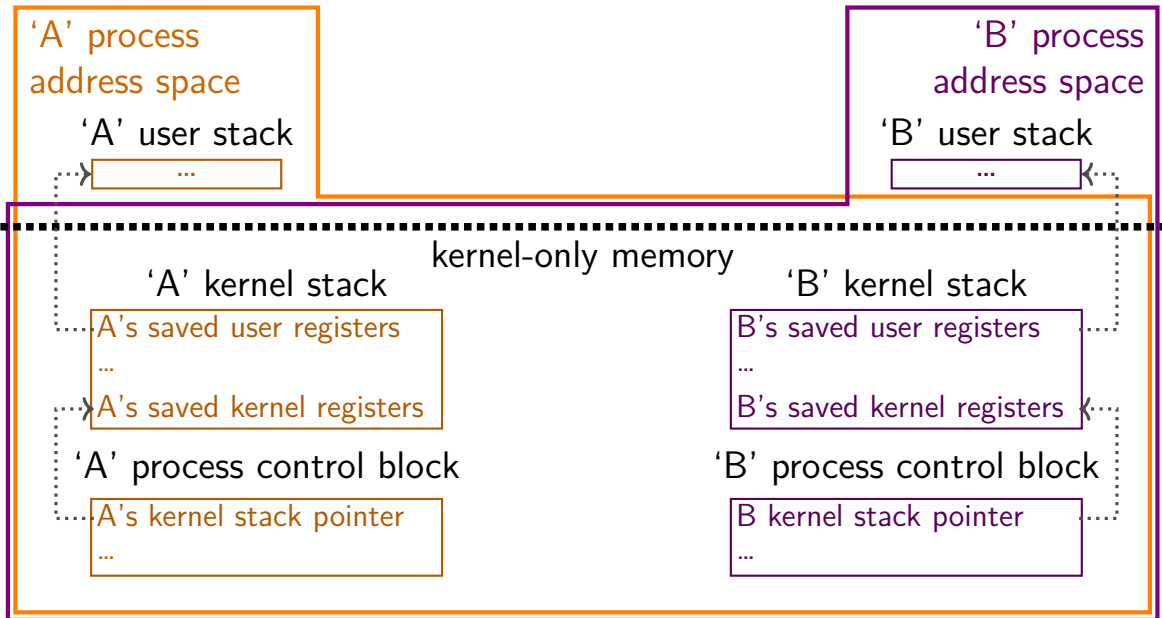 ‘A’ process
address space
‘B’ process
address space
‘A’ user stack
...
‘B’ user stack
...
kernel-only memory
‘A’ kernel stack
A's saved user registers
...
A's saved kernel registers
‘B’ kernel stack
B's saved user registers
...
B's saved kernel registers
‘A’ process control block
A's kernel stack pointer
...
‘B’ process control block
B kernel stack pointer
...